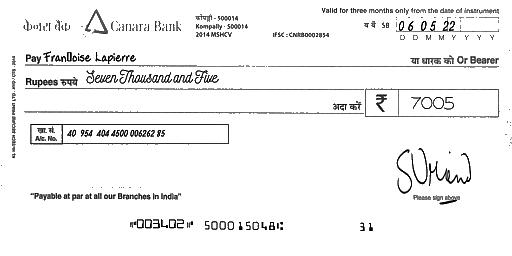 केनरा बैंक Canara Bank
कोंपल्ली - 500014
Kompally - 500014
2014 MSHCV
IFSC : CNRB0002854
Valid for three months only from the date of instrument
SB 06 05 22
D D M M Y Y Y Y
Pay Francloise Lapierre या धारक को Or Bearer
Rupees रुपये Seven Thousand and Five
अदा करें ₹ 7005
खा. सं.
A/c. No. 40 954 404 4500 006262 85
"Payable at par at all our Branches in India"
Please sign above
⑈003402⑈ 500015048⑆ 31